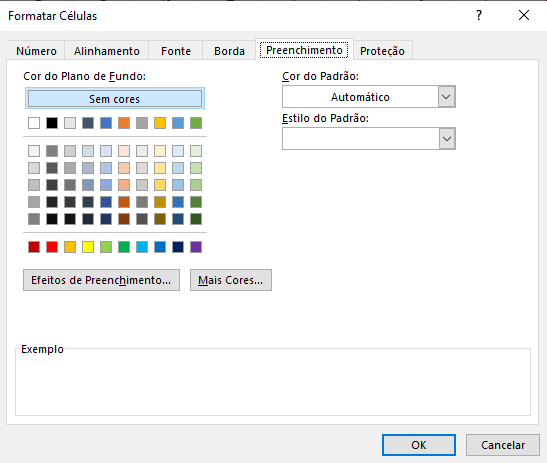 Formatar Células
?
Número
Alinhamento
Fonte
Borda
Preenchimento
Proteção
Cor do Plano de Fundo:
Sem cores
Cor do Padrão:
Automático
Estilo do Padrão:
Efeitos de Preenchimento...
Mais Cores...
Exemplo
OK
Cancelar